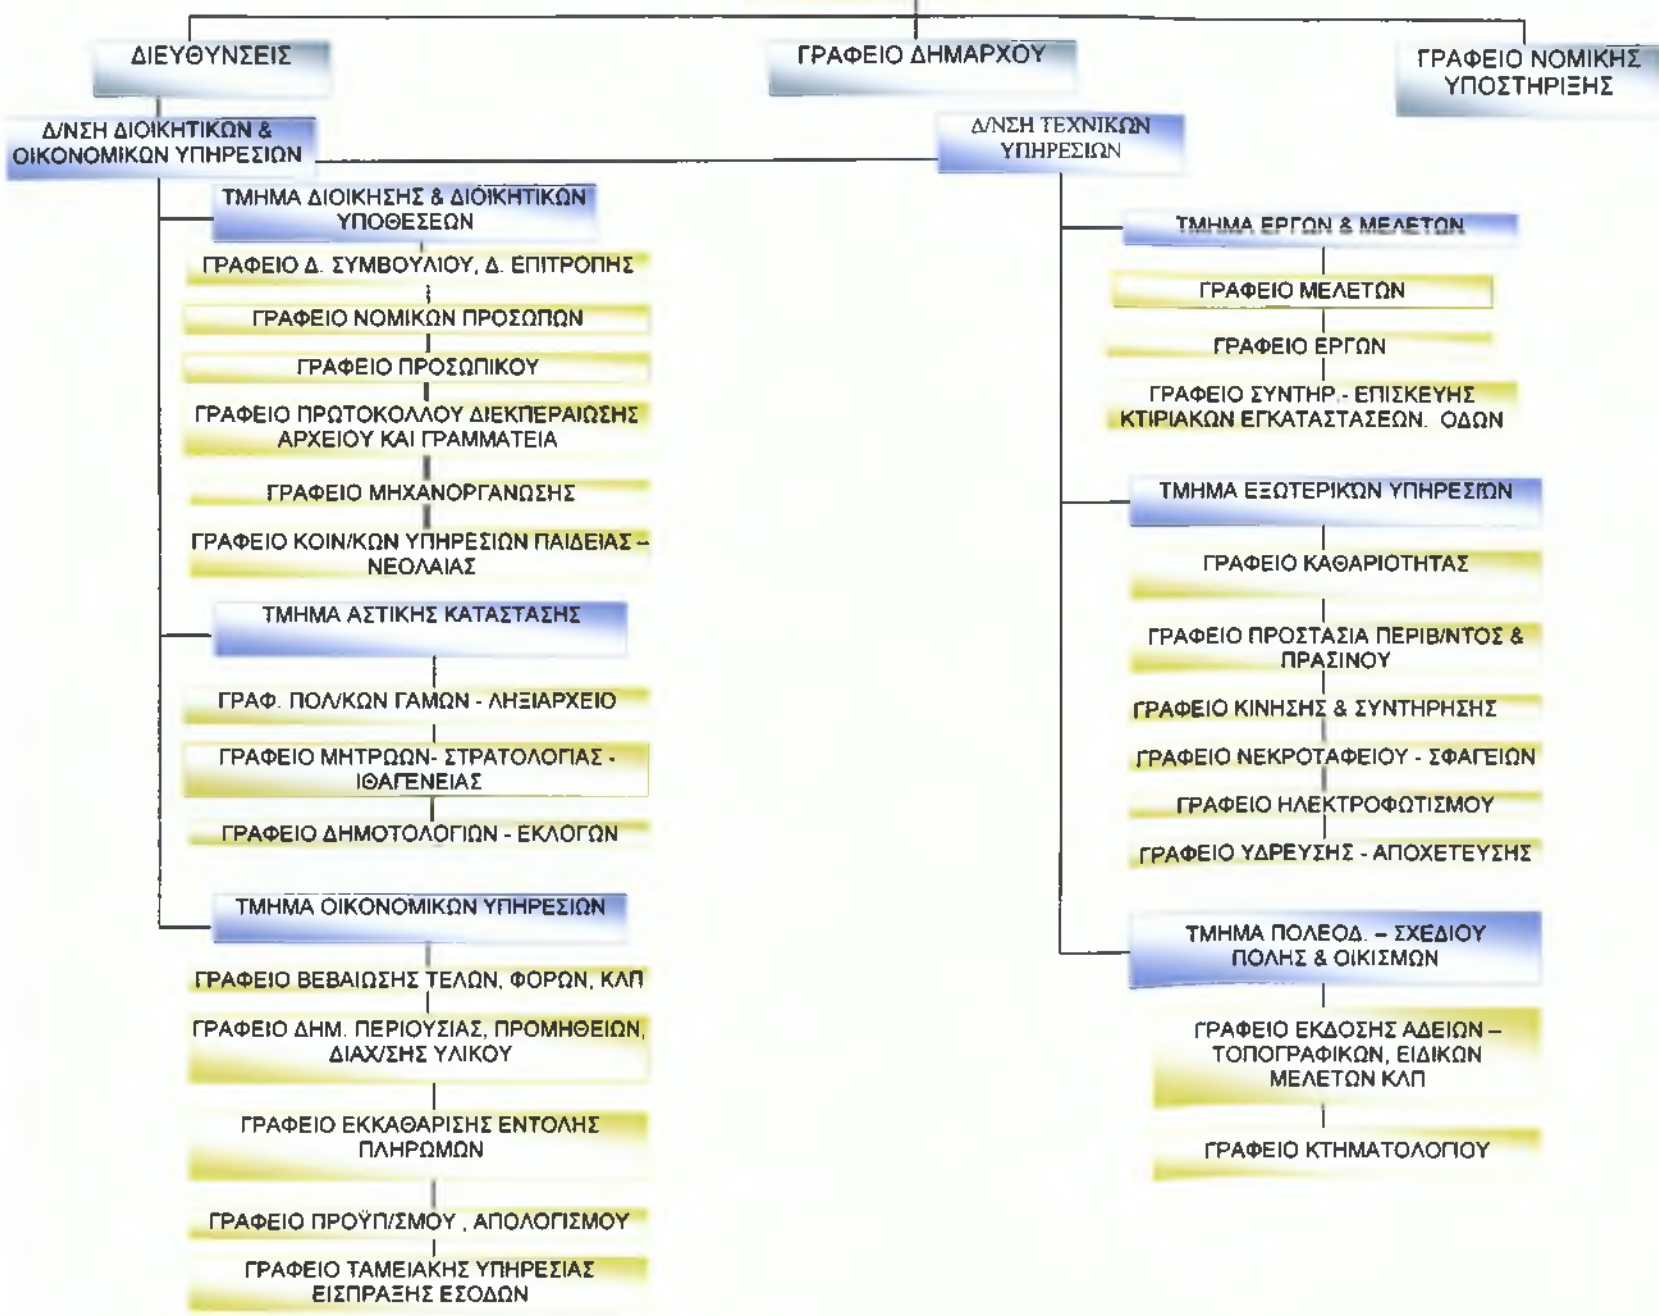 ΔΙΕΥΘΥΝΣΕΙΣ
ΓΡΑΦΕΙΟ ΔΗΜΑΡΧΟΥ
ΓΡΑΦΕΙΟ ΝΟΜΙΚΗΣ
ΥΠΟΣΤΗΡΙΞΗΣ
Δ/ΝΣΗ ΔΙΟΙΚΗΤΙΚΩΝ &
ΟΙΚΟΝΟΜΙΚΩΝ ΥΠΗΡΕΣΙΩΝ
ΤΜΗΜΑ ΔΙΟΙΚΗΣΗΣ & ΔΙΟΙΚΗΤΙΚΩΝ
ΥΠΟΘΕΣΕΩΝ
ΓΡΑΦΕΙΟ Δ. ΣΥΜΒΟΥΛΙΟΥ, Δ. ΕΠΙΤΡΟΠΗΣ
ΓΡΑΦΕΙΟ ΝΟΜΙΚΩΝ ΠΡΟΣΩΠΩΝ
ΓΡΑΦΕΙΟ ΠΡΟΣΩΠΙΚΟΥ
ΓΡΑΦΕΙΟ ΠΡΩΤΟΚΟΛΛΟΥ ΔΙΕΚΠΕΡΑΙΩΣΗΣ
ΑΡΧΕΙΟΥ ΚΑΙ ΓΡΑΜΜΑΤΕΙΑ
ΓΡΑΦΕΙΟ ΜΗΧΑΝΟΡΓΑΝΩΣΗΣ
ΓΡΑΦΕΙΟ ΚΟΙΝ/ΚΩΝ ΥΠΗΡΕΣΙΩΝ ΠΑΙΔΕΙΑΣ –
ΝΕΟΛΑΙΑΣ
ΤΜΗΜΑ ΑΣΤΙΚΗΣ ΚΑΤΑΣΤΑΣΗΣ
ΓΡΑΦ. ΠΟΛ/ΚΩΝ ΓΑΜΩΝ - ΛΗΞΙΑΡΧΕΙΟ
ΓΡΑΦΕΙΟ ΜΗΤΡΩΩΝ- ΣΤΡΑΤΟΛΟΓΙΑΣ -
ΙΘΑΓΕΝΕΙΑΣ
ΓΡΑΦΕΙΟ ΔΗΜΟΤΟΛΟΓΙΩΝ - ΕΚΛΟΓΩΝ
ΤΜΗΜΑ ΟΙΚΟΝΟΜΙΚΩΝ ΥΠΗΡΕΣΙΩΝ
ΓΡΑΦΕΙΟ ΒΕΒΑΙΩΣΗΣ ΤΕΛΩΝ, ΦΟΡΩΝ, ΚΛΠ
ΓΡΑΦΕΙΟ ΔΗΜ. ΠΕΡΙΟΥΣΙΑΣ, ΠΡΟΜΗΘΕΙΩΝ,
ΔΙΑΧ/ΣΗΣ ΥΛΙΚΟΥ
ΓΡΑΦΕΙΟ ΕΚΚΑΘΑΡΙΣΗΣ ΕΝΤΟΛΗΣ
ΠΛΗΡΩΜΩΝ
ΓΡΑΦΕΙΟ ΠΡΟΫΠ/ΣΜΟΥ , ΑΠΟΛΟΓΙΣΜΟΥ
ΓΡΑΦΕΙΟ ΤΑΜΕΙΑΚΗΣ ΥΠΗΡΕΣΙΑΣ
ΕΙΣΠΡΑΞΗΣ ΕΣΟΔΩΝ
Δ/ΝΣΗ ΤΕΧΝΙΚΩΝ
ΥΠΗΡΕΣΙΩΝ
ΤΜΗΜΑ ΕΡΓΩΝ & ΜΕΛΕΤΩΝ
ΓΡΑΦΕΙΟ ΜΕΛΕΤΩΝ
ΓΡΑΦΕΙΟ ΕΡΓΩΝ
ΓΡΑΦΕΙΟ ΣΥΝΤΗΡ. - ΕΠΙΣΚΕΥΗΣ
ΚΤΙΡΙΑΚΩΝ ΕΓΚΑΤΑΣΤΑΣΕΩΝ. ΟΔΩΝ
ΤΜΗΜΑ ΕΞΩΤΕΡΙΚΩΝ ΥΠΗΡΕΣΙΩΝ
ΓΡΑΦΕΙΟ ΚΑΘΑΡΙΟΤΗΤΑΣ
ΓΡΑΦΕΙΟ ΠΡΟΣΤΑΣΙΑ ΠΕΡΙΒ/ΝΤΟΣ &
ΠΡΑΣΙΝΟΥ
ΓΡΑΦΕΙΟ ΚΙΝΗΣΗΣ & ΣΥΝΤΗΡΗΣΗΣ
ΓΡΑΦΕΙΟ ΝΕΚΡΟΤΑΦΕΙΟΥ - ΣΦΑΓΕΙΩΝ
ΓΡΑΦΕΙΟ ΗΛΕΚΤΡΟΦΩΤΙΣΜΟΥ
ΓΡΑΦΕΙΟ ΥΔΡΕΥΣΗΣ - ΑΠΟΧΕΤΕΥΣΗΣ
ΤΜΗΜΑ ΠΟΛΕΟΔ. – ΣΧΕΔΙΟΥ
ΠΟΛΗΣ & ΟΙΚΙΣΜΩΝ
ΓΡΑΦΕΙΟ ΕΚΔΟΣΗΣ ΑΔΕΙΩΝ –
ΤΟΠΟΓΡΑΦΙΚΩΝ, ΕΙΔΙΚΩΝ
ΜΕΛΕΤΩΝ ΚΛΠ
ΓΡΑΦΕΙΟ ΚΤΗΜΑΤΟΛΟΓΙΟΥ